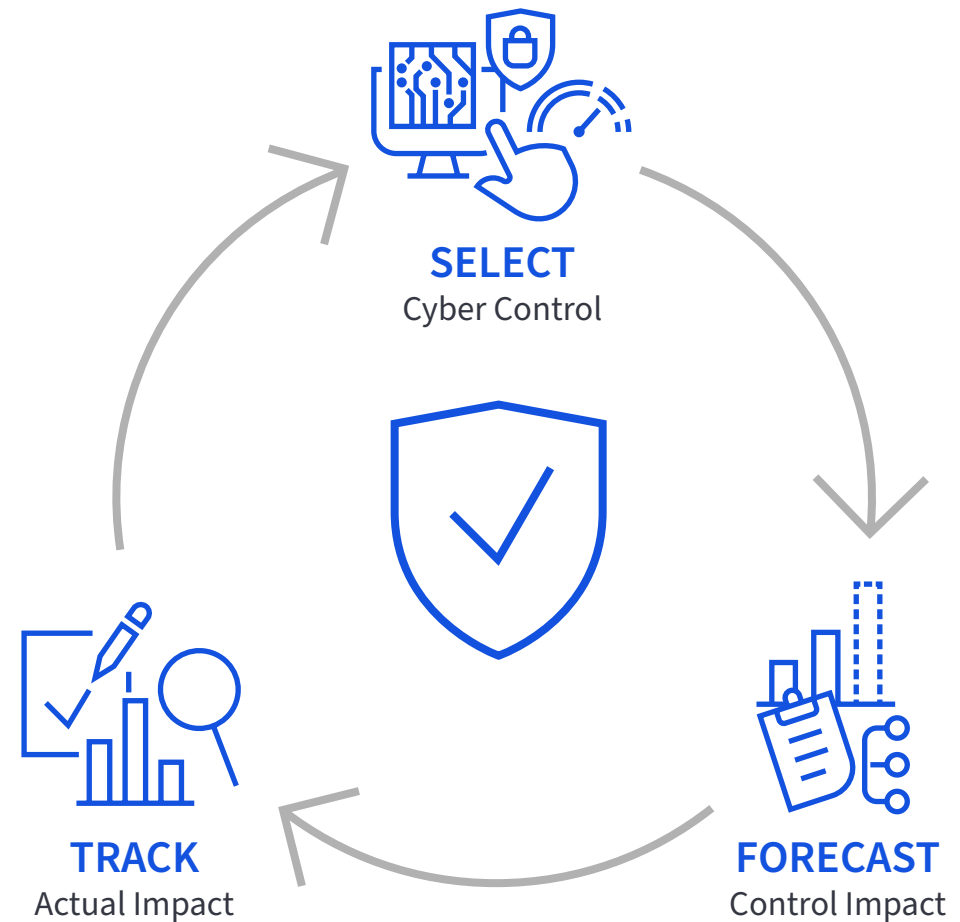 SELECT
Cyber Control
TRACK
Actual Impact
FORECAST
Control Impact